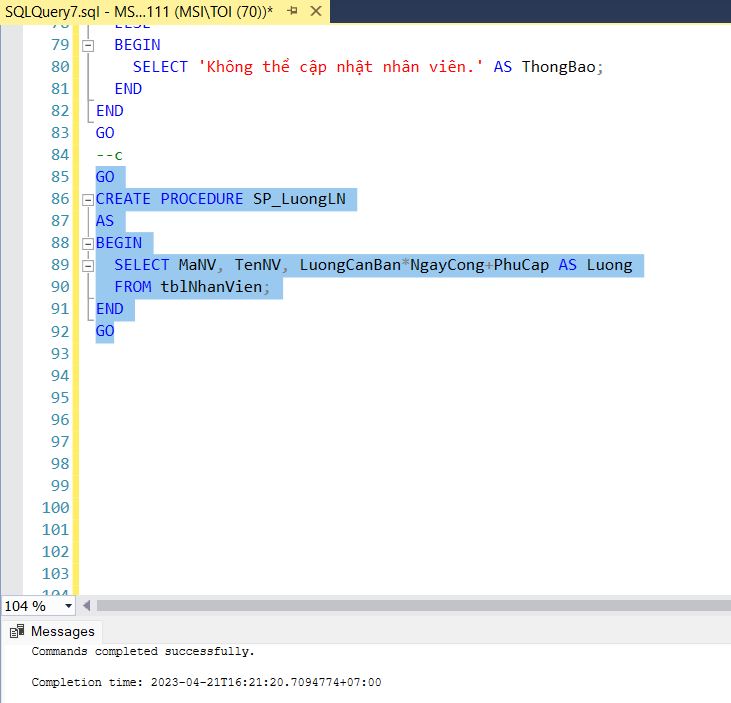 SQLQuery7.sql - MS...111 (MSI\TOI (70))*
79 BEGIN
80 SELECT 'Không thể cập nhật nhân viên.' AS ThongBao;
81 END
82 END
83 GO
84 --c
85 GO
86 CREATE PROCEDURE SP_LuongLN
87 AS
88 BEGIN
89 SELECT MaNV, TenNV, LuongCanBan*NgayCong+PhuCap AS Luong
90 FROM tblNhanVien;
91 END
92 GO
93
94
95
96
97
98
99
100
101
102
103
104 %
Messages
Commands completed successfully.
Completion time: 2023-04-21T16:21:20.7094774+07:00